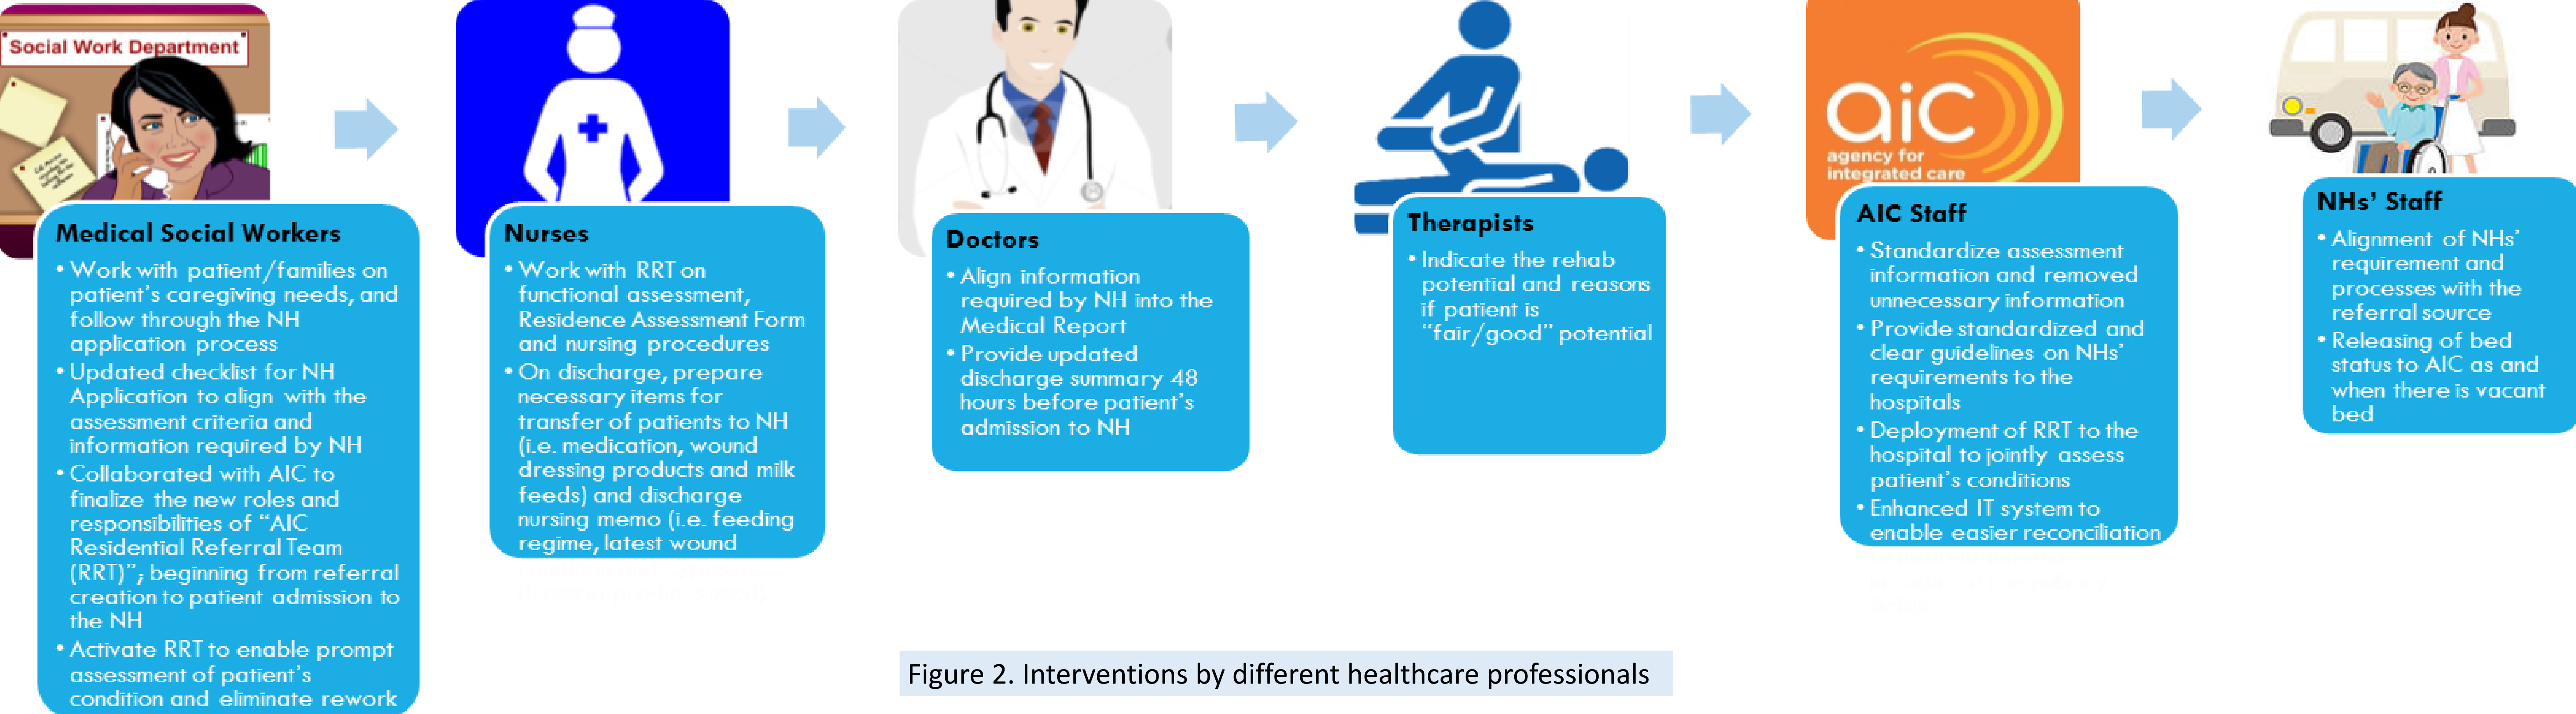 Social Work Department
Medical Social Workers
• Work with patient/families on
patient's caregiving needs, and
follow through the NH
application process
• Updated checklist for NH
Application to align with the
assessment criteria and
information required by NH
• Collaborated with AIC to
finalize the new roles and
responsibilities of “AIC
Residential Referral Team
(RRT)”; beginning from referral
creation to patient admission to
the NH
• Activate RRT to enable prompt
assessment of patient's
condition and eliminate rework
Nurses
• Work with RRT on
functional assessment,
Residence Assessment Form
and nursing procedures
• On discharge, prepare
necessary items for
transfer of patients to NH
(i.e. medication, wound
dressing products and milk
feeds) and discharge
nursing memo (i.e. feeding
regime, latest wound
Doctors
• Align information
required by NH into the
Medical Report
• Provide updated
discharge summary 48
hours before patient's
admission to NH
Therapists
• Indicate the rehab
potential and reasons
if patient is
“fair/good” potential
aic
agency for
integrated care
AIC Staff
• Standardize assessment
information and removed
unnecessary information
• Provide standardized and
clear guidelines on NHs'
requirements to the
hospitals
• Deployment of RRT to the
hospital to jointly assess
patient's conditions
• Enhanced IT system to
enable easier reconciliation
NHs' Staff
• Alignment of NHs'
requirement and
processes with the
referral source
• Releasing of bed
status to AIC as and
when there is vacant
bed
Figure 2. Interventions by different healthcare professionals